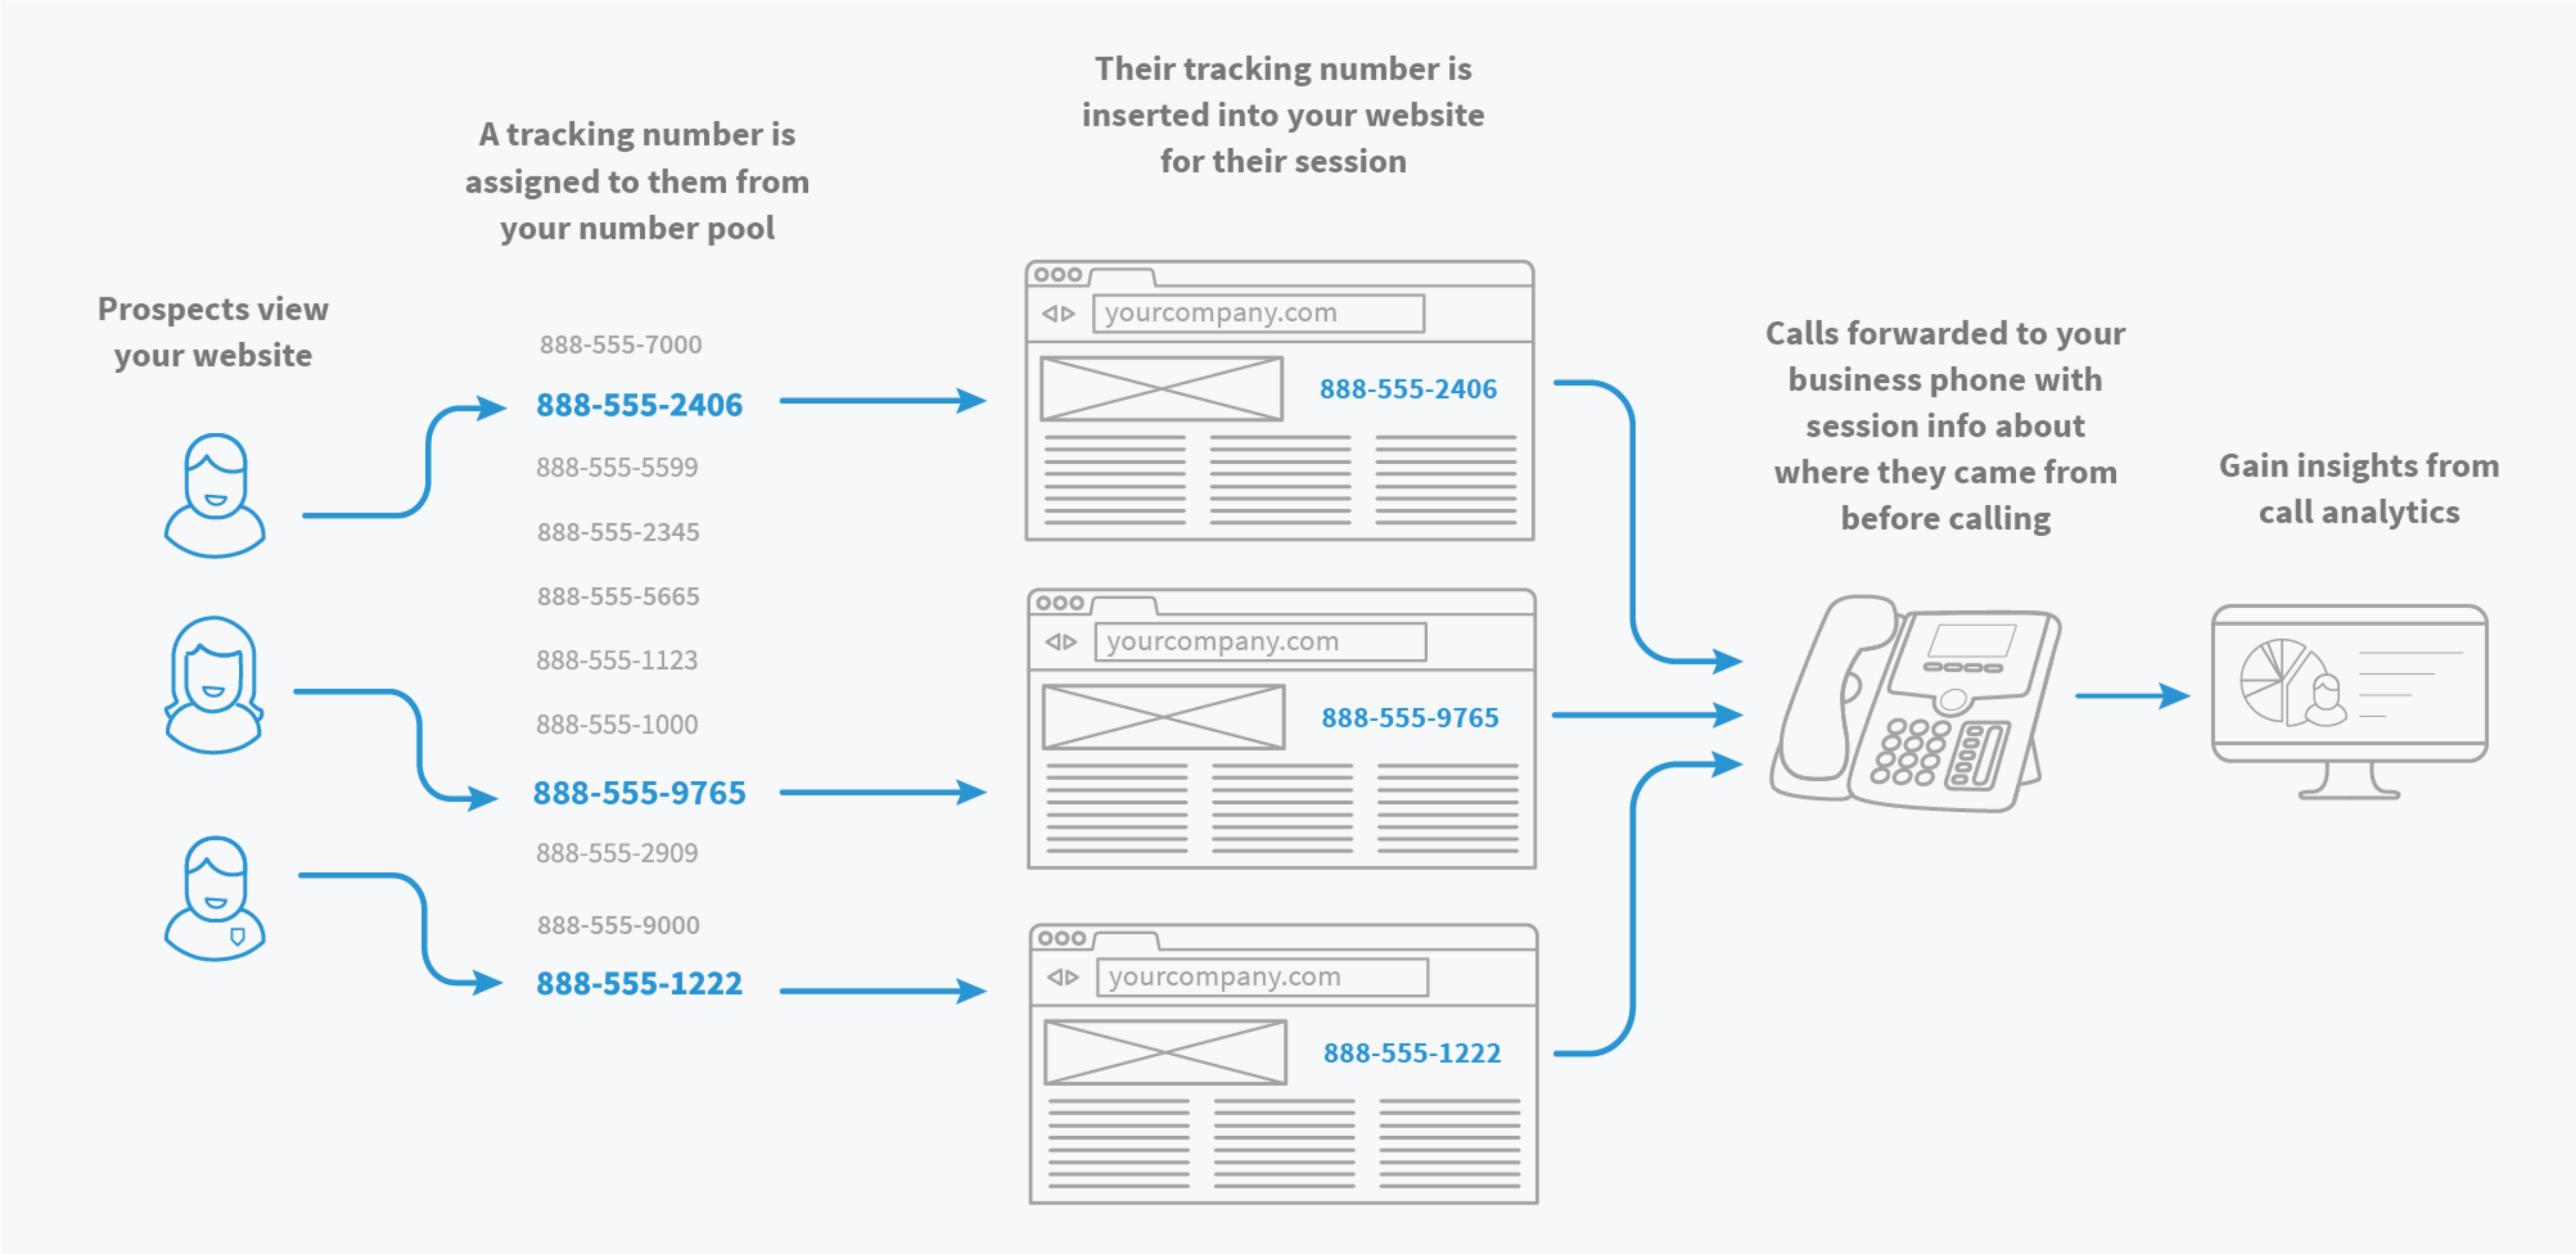 Prospects view
your website
A tracking number is
assigned to them from
your number pool
888-555-7000
888-555-2406
888-555-5599
888-555-2345
888-555-5665
888-555-1123
888-555-1000
888-555-9765
888-555-2909
888-555-9000
888-555-1222
Their tracking number is
inserted into your website
for their session
yourcompany.com
888-555-2406
yourcompany.com
888-555-9765
yourcompany.com
888-555-1222
Calls forwarded to your
business phone with
session info about
where they came from
before calling
Gain insights from
call analytics